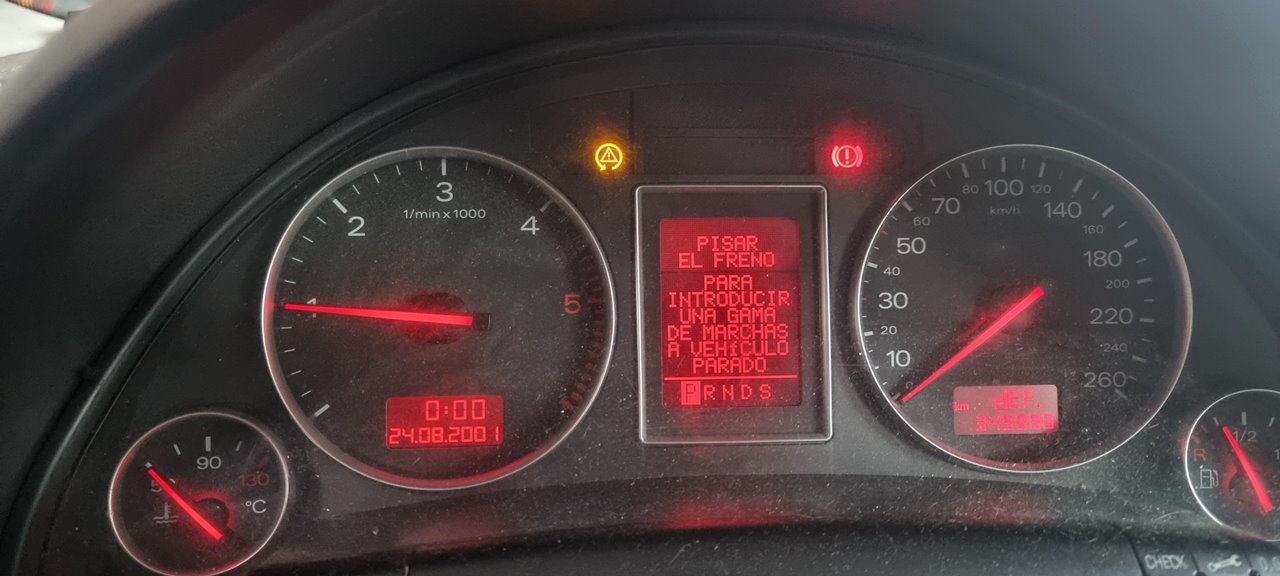 3
1/min x 1000
2
4
1
5
0:00
24.08.2001
90
130
°C
PISAR
EL FRENO
PARA
INTRODUCIR
UNA GAMA
DE MARCHAS
A VEHÍCULO
PARADO
P R N D S
80 100 120
km/h
70 140
60 160
50 180
40 200
30 220
20 240
10 260
0
km dEF.
1/2
R
CHECK